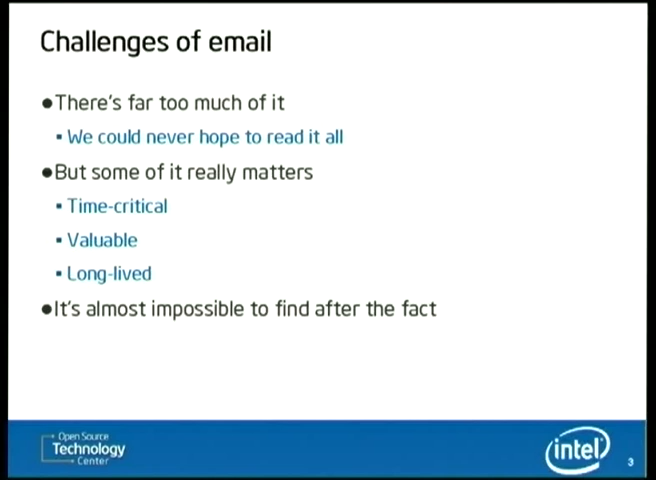 Challenges of email
●There's far too much of it
▪We could never hope to read it all
●But some of it really matters
▪Time-critical
▪Valuable
▪Long-lived
●It's almost impossible to find after the fact
Open Source
Technology
Center
intel
3